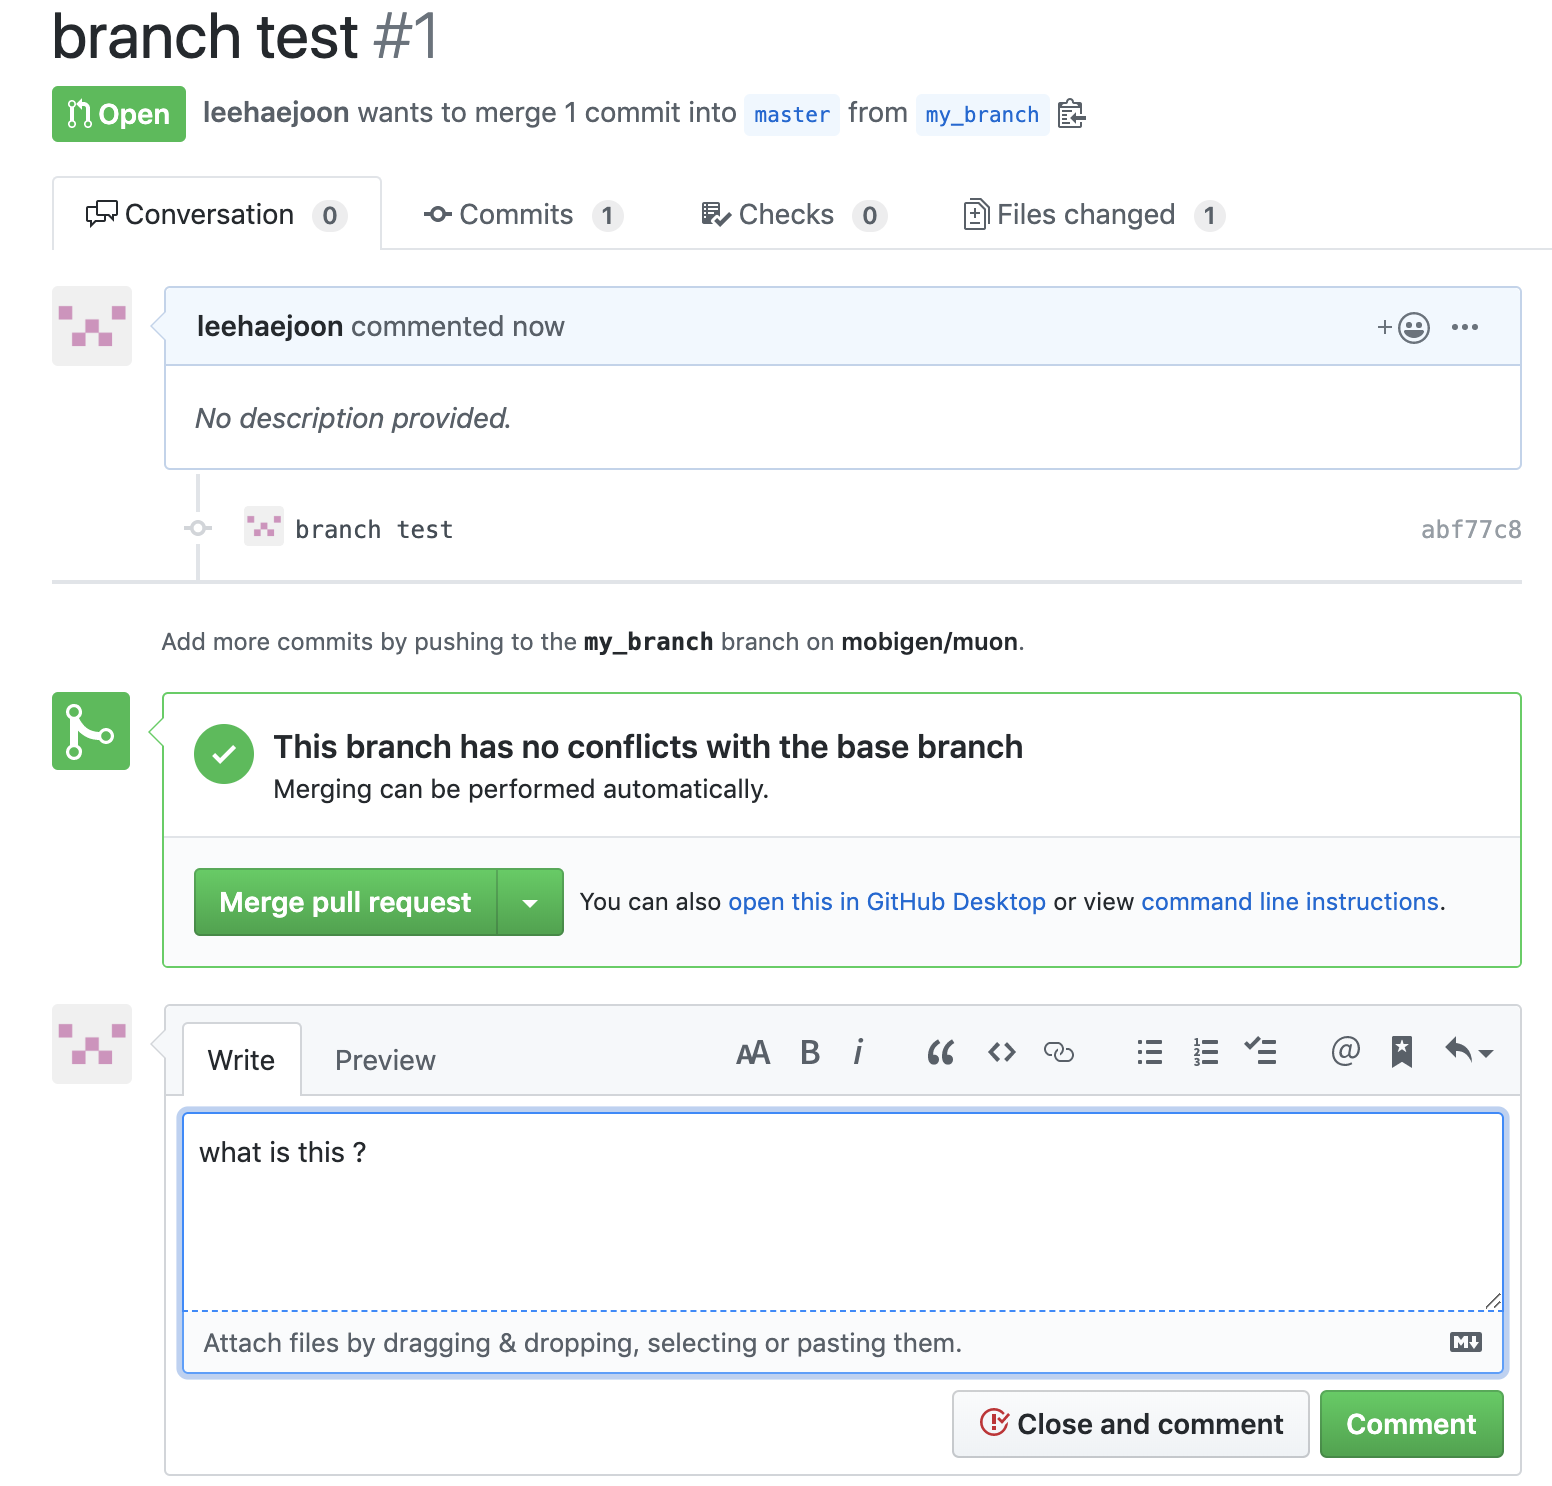 branch test #1
Open leehaejoon wants to merge 1 commit into master from my_branch
Conversation 0 Commits 1 Checks 0 Files changed 1
leehaejoon commented now
No description provided.
branch test abf77c8
Add more commits by pushing to the my_branch branch on mobigen/muon.
This branch has no conflicts with the base branch
Merging can be performed automatically.
Merge pull request You can also open this in GitHub Desktop or view command line instructions.
Write Preview
what is this ?
Attach files by dragging & dropping, selecting or pasting them.
Close and comment Comment